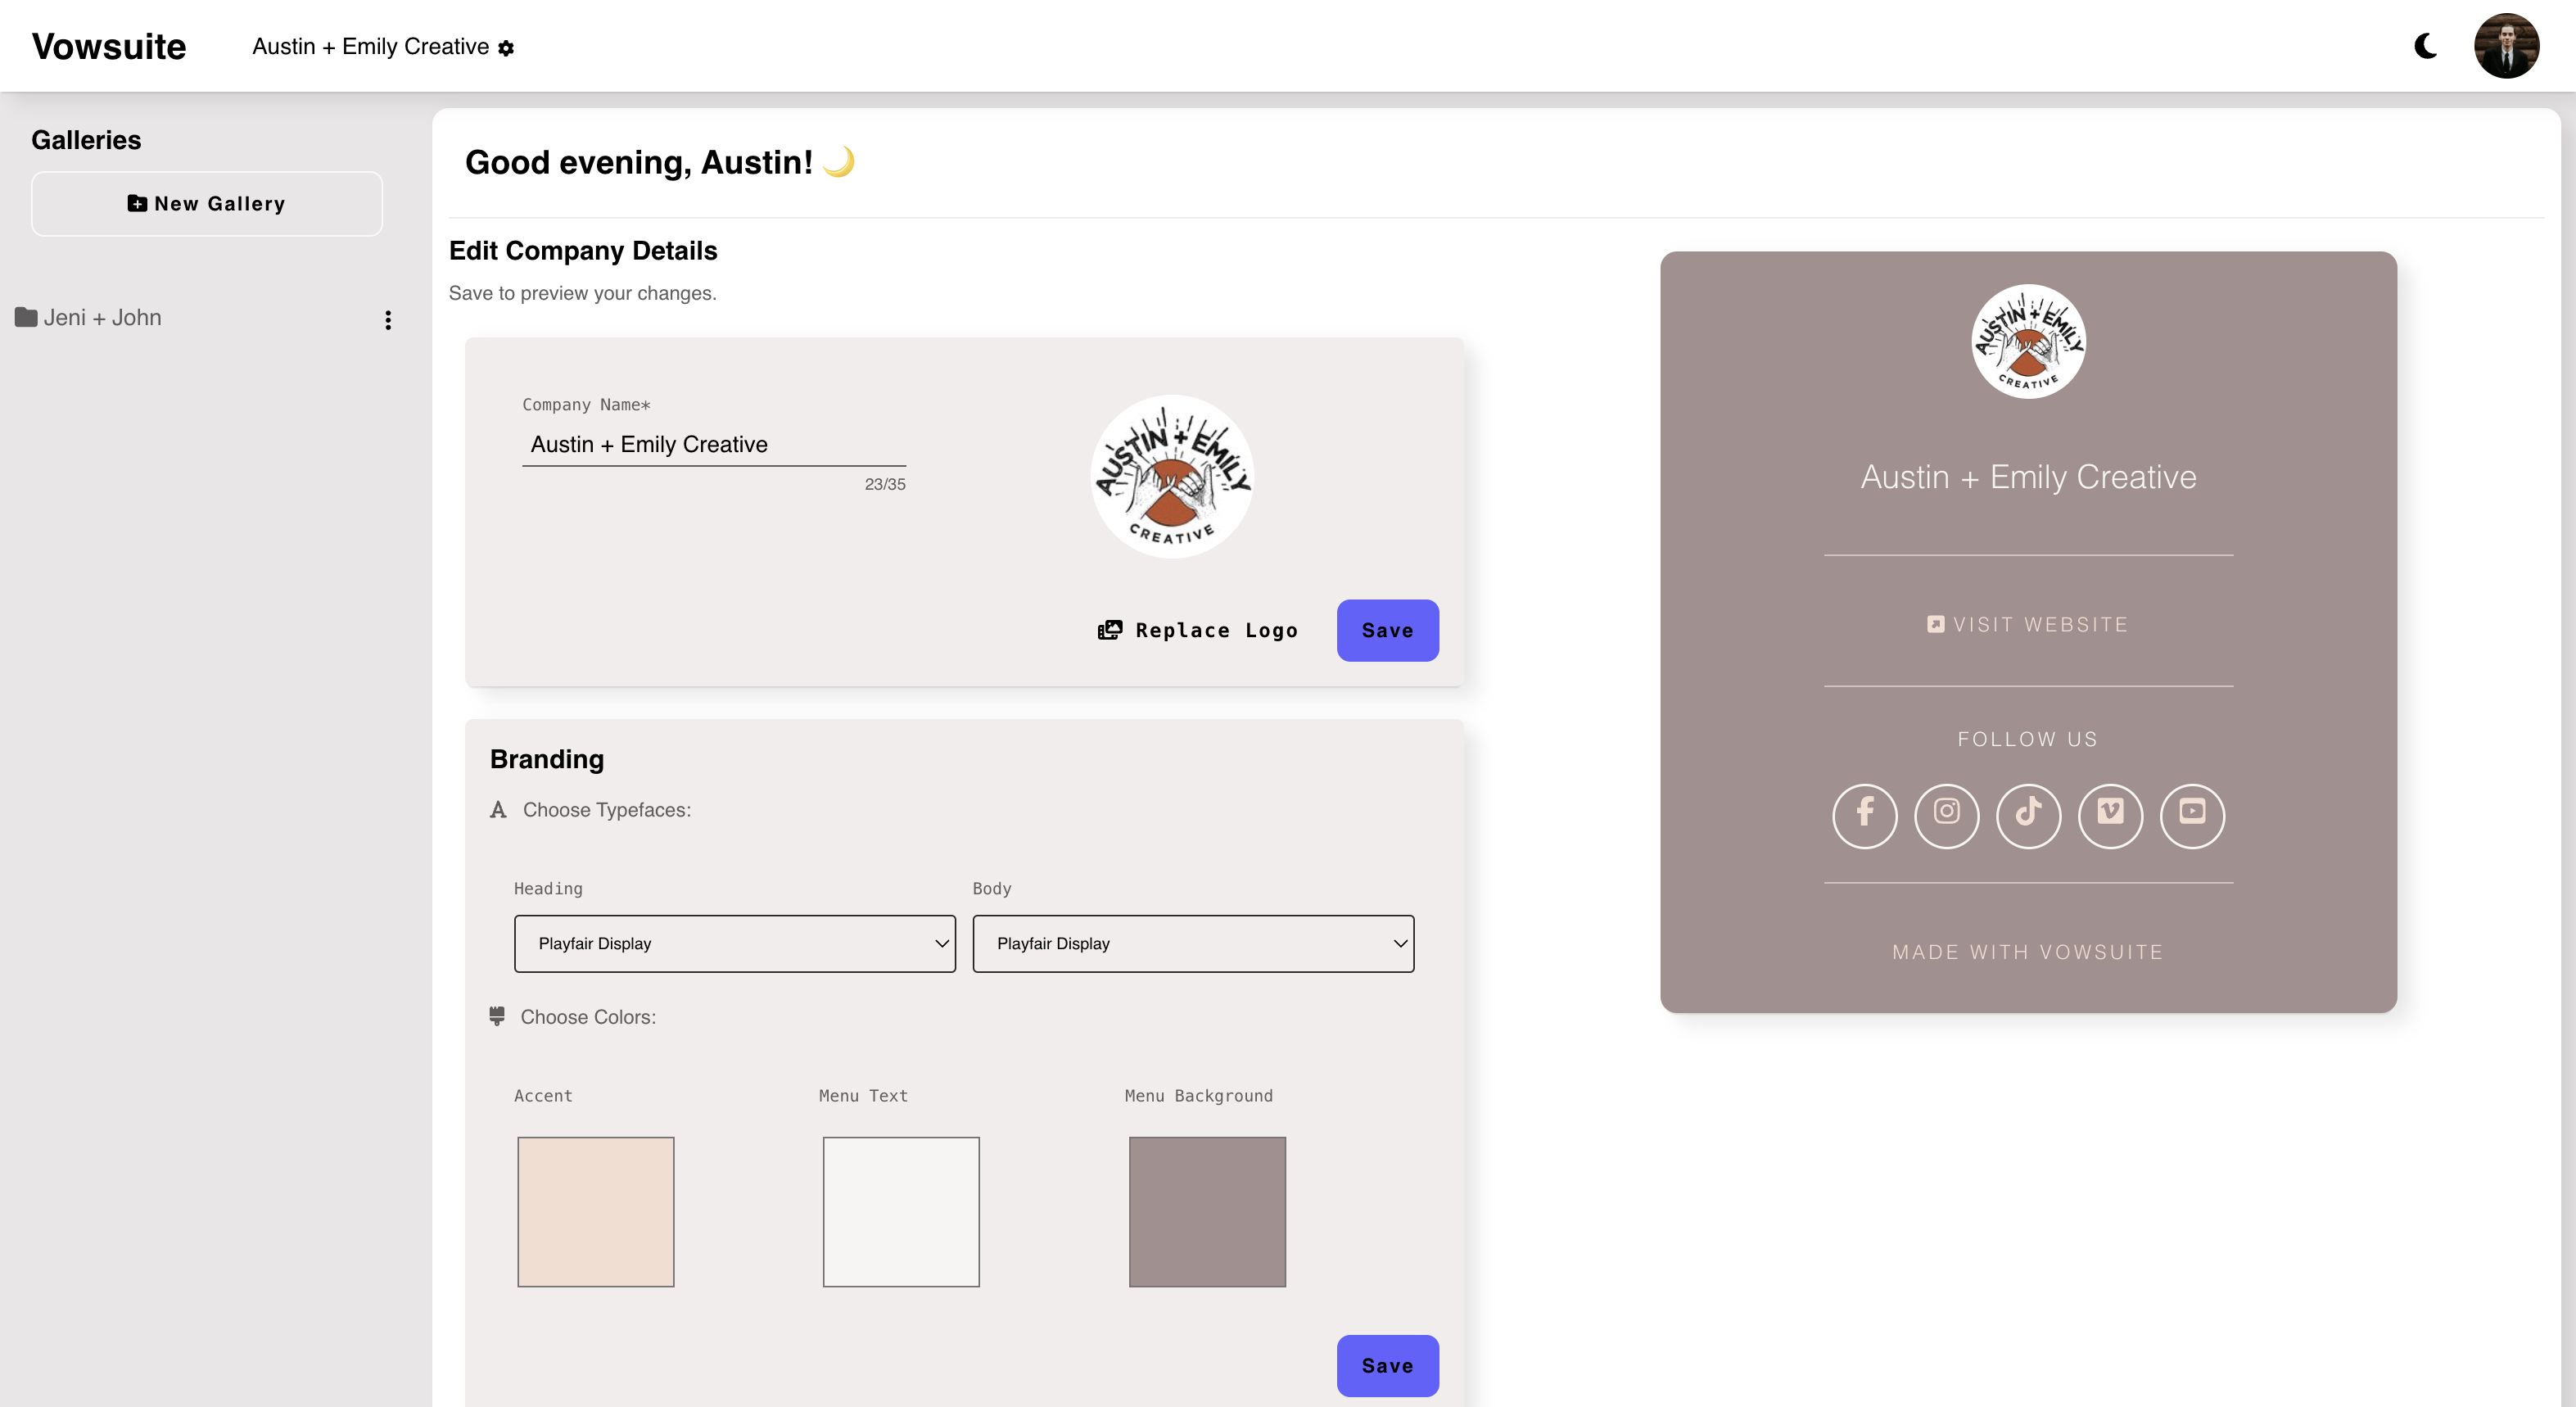 Vowsuite
Austin + Emily Creative
Galleries
New Gallery
Jeni + John
Good evening, Austin! 🌙
Edit Company Details
Save to preview your changes.
Company Name*
Austin + Emily Creative
23/35
AUSTIN + EMILY
CREATIVE
Replace Logo
Save
Branding
Choose Typefaces:
Heading
Body
Playfair Display
Playfair Display
Choose Colors:
Accent
Menu Text
Menu Background
Save
AUSTIN + EMILY
CREATIVE
Austin + Emily Creative
VISIT WEBSITE
FOLLOW US
MADE WITH VOWSUITE